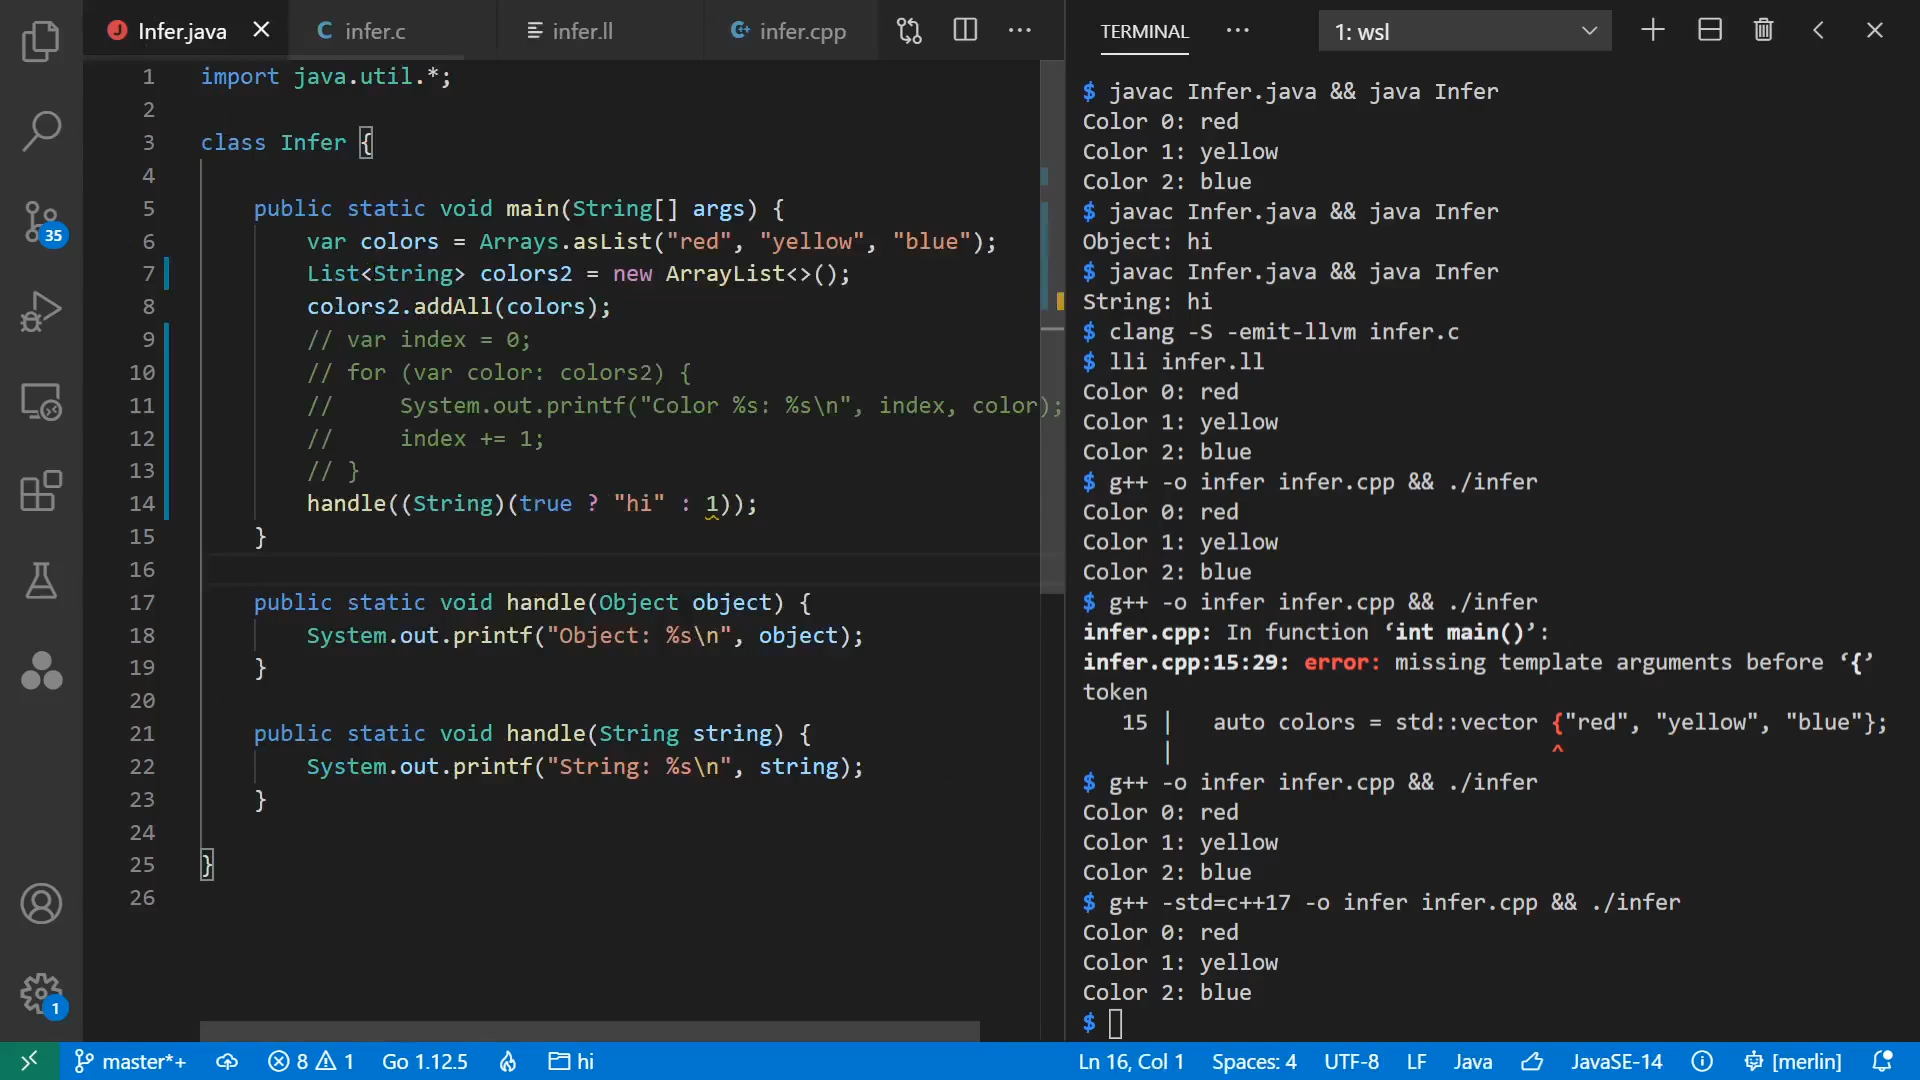 Infer.java
infer.c
infer.ll
infer.cpp
1 import java.util.*;
2
3 class Infer {
4
5 public static void main(String[] args) {
6 var colors = Arrays.asList("red", "yellow", "blue");
7 List<String> colors2 = new ArrayList<>();
8 colors2.addAll(colors);
9 // var index = 0;
10 // for (var color: colors2) {
11 //     System.out.printf("Color %s: %s\n", index, color);
12 //     index += 1;
13 // }
14 handle((String)(true ? "hi" : 1));
15 }
16
17 public static void handle(Object object) {
18 System.out.printf("Object: %s\n", object);
19 }
20
21 public static void handle(String string) {
22 System.out.printf("String: %s\n", string);
23 }
24
25 }
26
35
1
TERMINAL
1: wsl
$ javac Infer.java && java Infer
Color 0: red
Color 1: yellow
Color 2: blue
$ javac Infer.java && java Infer
Object: hi
$ javac Infer.java && java Infer
String: hi
$ clang -S -emit-llvm infer.c
$ lli infer.ll
Color 0: red
Color 1: yellow
Color 2: blue
$ g++ -o infer infer.cpp && ./infer
Color 0: red
Color 1: yellow
Color 2: blue
$ g++ -o infer infer.cpp && ./infer
infer.cpp: In function ‘int main()’:
infer.cpp:15:29: error: missing template arguments before ‘{’
token
15 |   auto colors = std::vector {"red", "yellow", "blue"};
|                             ^
$ g++ -o infer infer.cpp && ./infer
Color 0: red
Color 1: yellow
Color 2: blue
$ g++ -std=c++17 -o infer infer.cpp && ./infer
Color 0: red
Color 1: yellow
Color 2: blue
$
master*+
8
1
Go 1.12.5
hi
Ln 16, Col 1
Spaces: 4
UTF-8
LF
Java
JavaSE-14
[merlin]